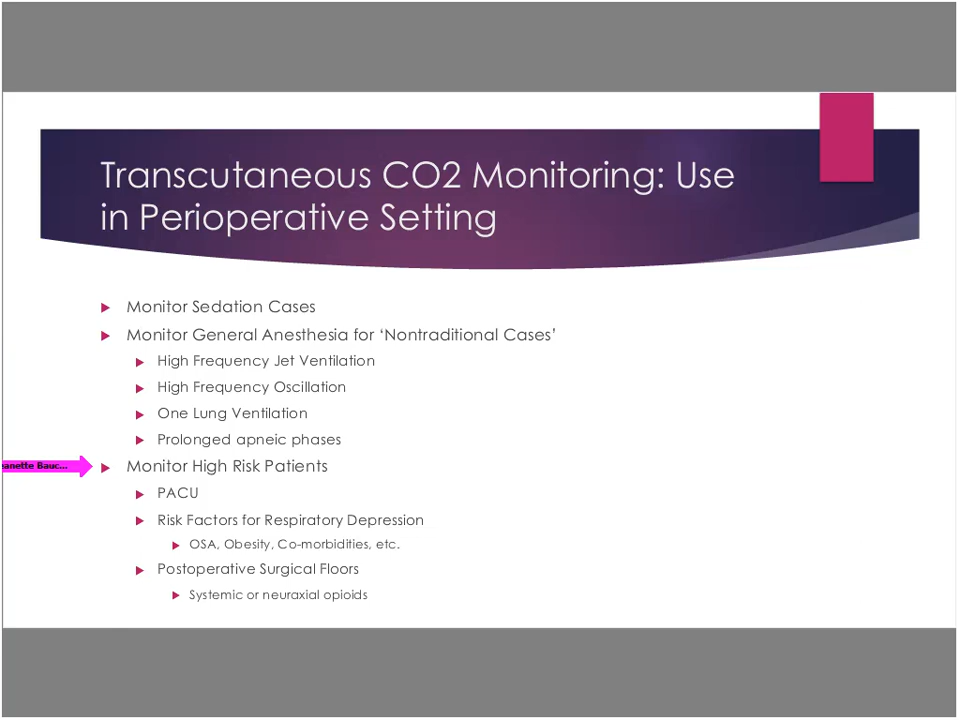 Transcutaneous CO2 Monitoring: Use
in Perioperative Setting
Monitor Sedation Cases
Monitor General Anesthesia for ‘Nontraditional Cases’
High Frequency Jet Ventilation
High Frequency Oscillation
One Lung Ventilation
Prolonged apneic phases
eanette Bauc...
Monitor High Risk Patients
PACU
Risk Factors for Respiratory Depression
OSA, Obesity, Co-morbidities, etc.
Postoperative Surgical Floors
Systemic or neuraxial opioids